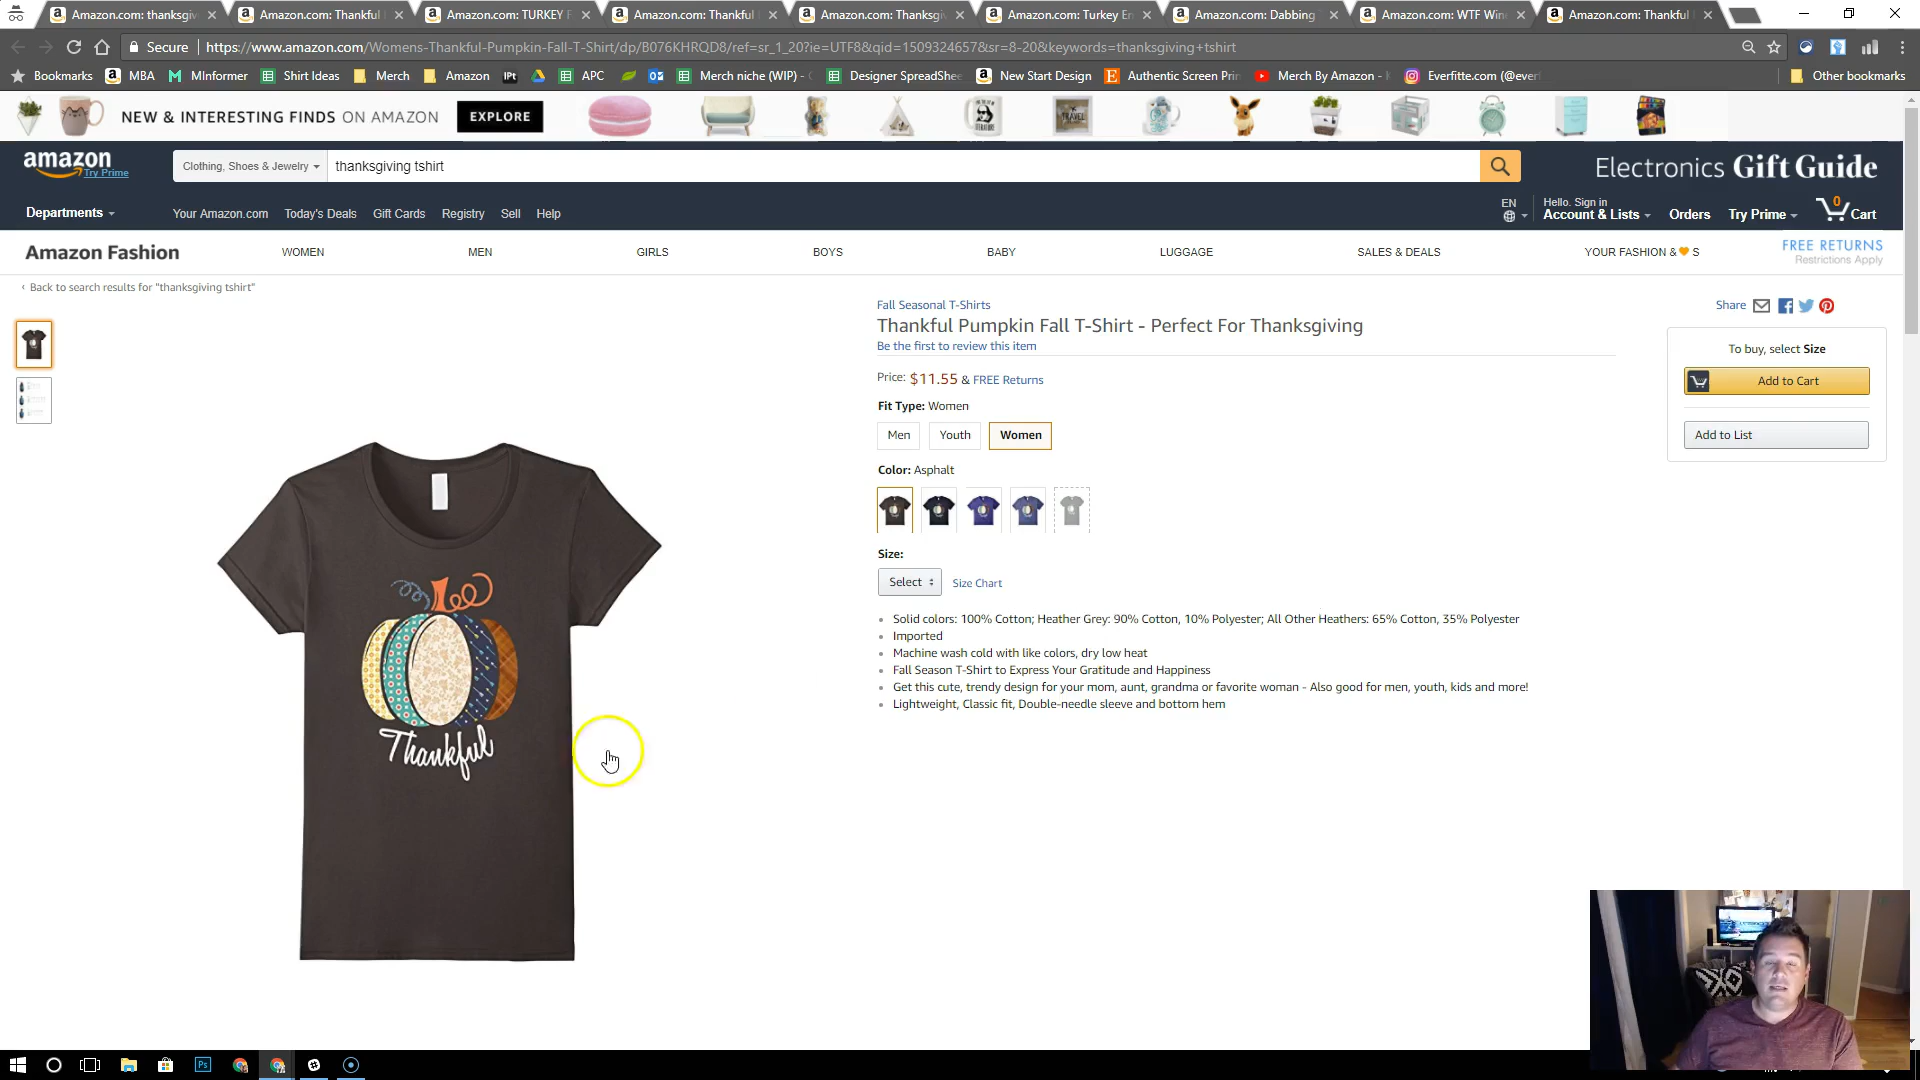 Amazon.com: thanksgiv
Amazon.com: Thankful
Amazon.com: TURKEY F
Amazon.com: Thankful
Amazon.com: Thanksgiv
Amazon.com: Turkey En
Amazon.com: Dabbing
Amazon.com: WTF Win
Amazon.com: Thankful
Secure
https://www.amazon.com/Womens-Thankful-Pumpkin-Fall-T-Shirt/dp/B076KHRQD8/ref=sr_1_20?ie=UTF8&qid=1509324657&sr=8-20&keywords=thanksgiving+tshirt
Bookmarks MBA MInformer Shirt Ideas Merch Amazon APC Merch niche (WIP) - Designer SpreadShee New Start Design Authentic Screen Prin Merch By Amazon - Everfitte.com (@ever Other bookmarks
NEW & INTERESTING FINDS ON AMAZON EXPLORE
amazon
Try Prime
Clothing, Shoes & Jewelry
thanksgiving tshirt
Electronics Gift Guide
Departments
Your Amazon.com Today's Deals Gift Cards Registry Sell Help
EN
Hello. Sign in
Account & Lists
Orders
Try Prime
0
Cart
Amazon Fashion
WOMEN MEN GIRLS BOYS BABY LUGGAGE SALES & DEALS YOUR FASHION & S
FREE RETURNS
Restrictions Apply
‹ Back to search results for "thanksgiving tshirt"
Fall Seasonal T-Shirts
Thankful Pumpkin Fall T-Shirt - Perfect For Thanksgiving
Be the first to review this item
Price: $11.55 & FREE Returns
Fit Type: Women
Men Youth Women
Color: Asphalt
Size:
Select Size Chart
Solid colors: 100% Cotton; Heather Grey: 90% Cotton, 10% Polyester; All Other Heathers: 65% Cotton, 35% Polyester
Imported
Machine wash cold with like colors, dry low heat
Fall Season T-Shirt to Express Your Gratitude and Happiness
Get this cute, trendy design for your mom, aunt, grandma or favorite woman - Also good for men, youth, kids and more!
Lightweight, Classic fit, Double-needle sleeve and bottom hem
Share
To buy, select Size
Add to Cart
Add to List
Thankful
Ps